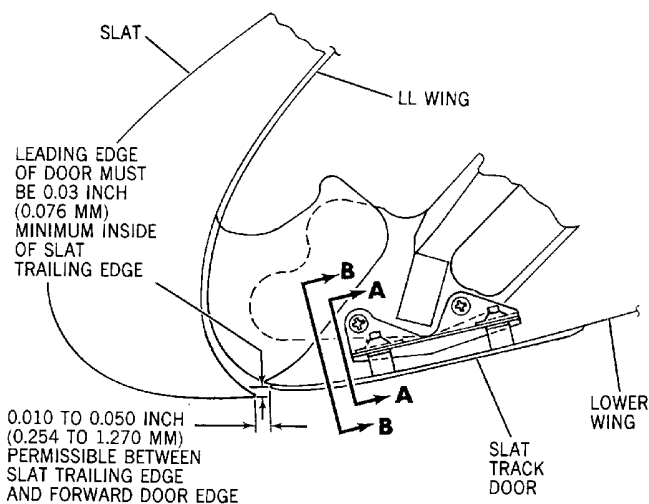 SLAT
LL WING
LEADING EDGE
OF DOOR MUST
BE 0.03 INCH
(0.076 MM)
MINIMUM INSIDE
OF SLAT
TRAILING EDGE
B
A
A
B
0.010 TO 0.050 INCH
(0.254 TO 1.270 MM)
PERMISSIBLE BETWEEN
SLAT TRAILING EDGE
AND FORWARD DOOR EDGE
SLAT
TRACK
DOOR
LOWER
WING